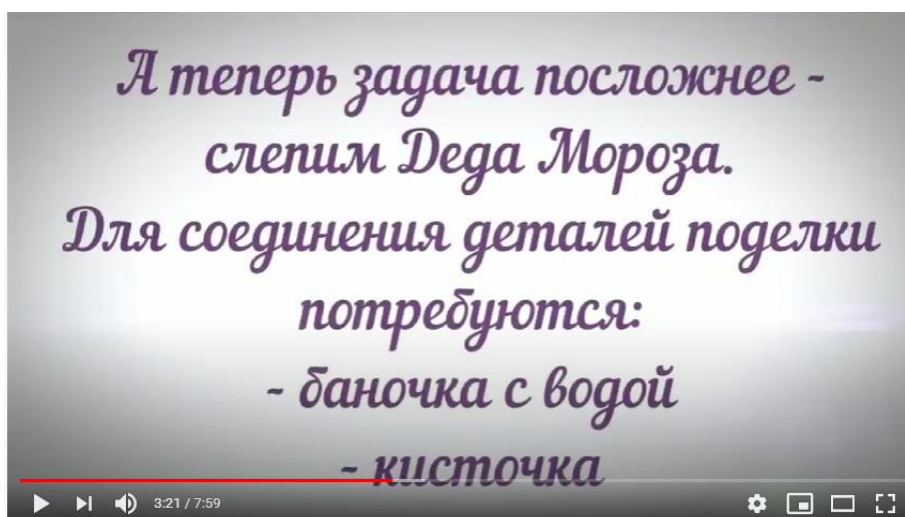 А теперь задача посложнее -
слепим Деда Мороза.
Для соединения деталей поделки
потребуются:
- баночка с водой
- кисточка
3:21 / 7:59